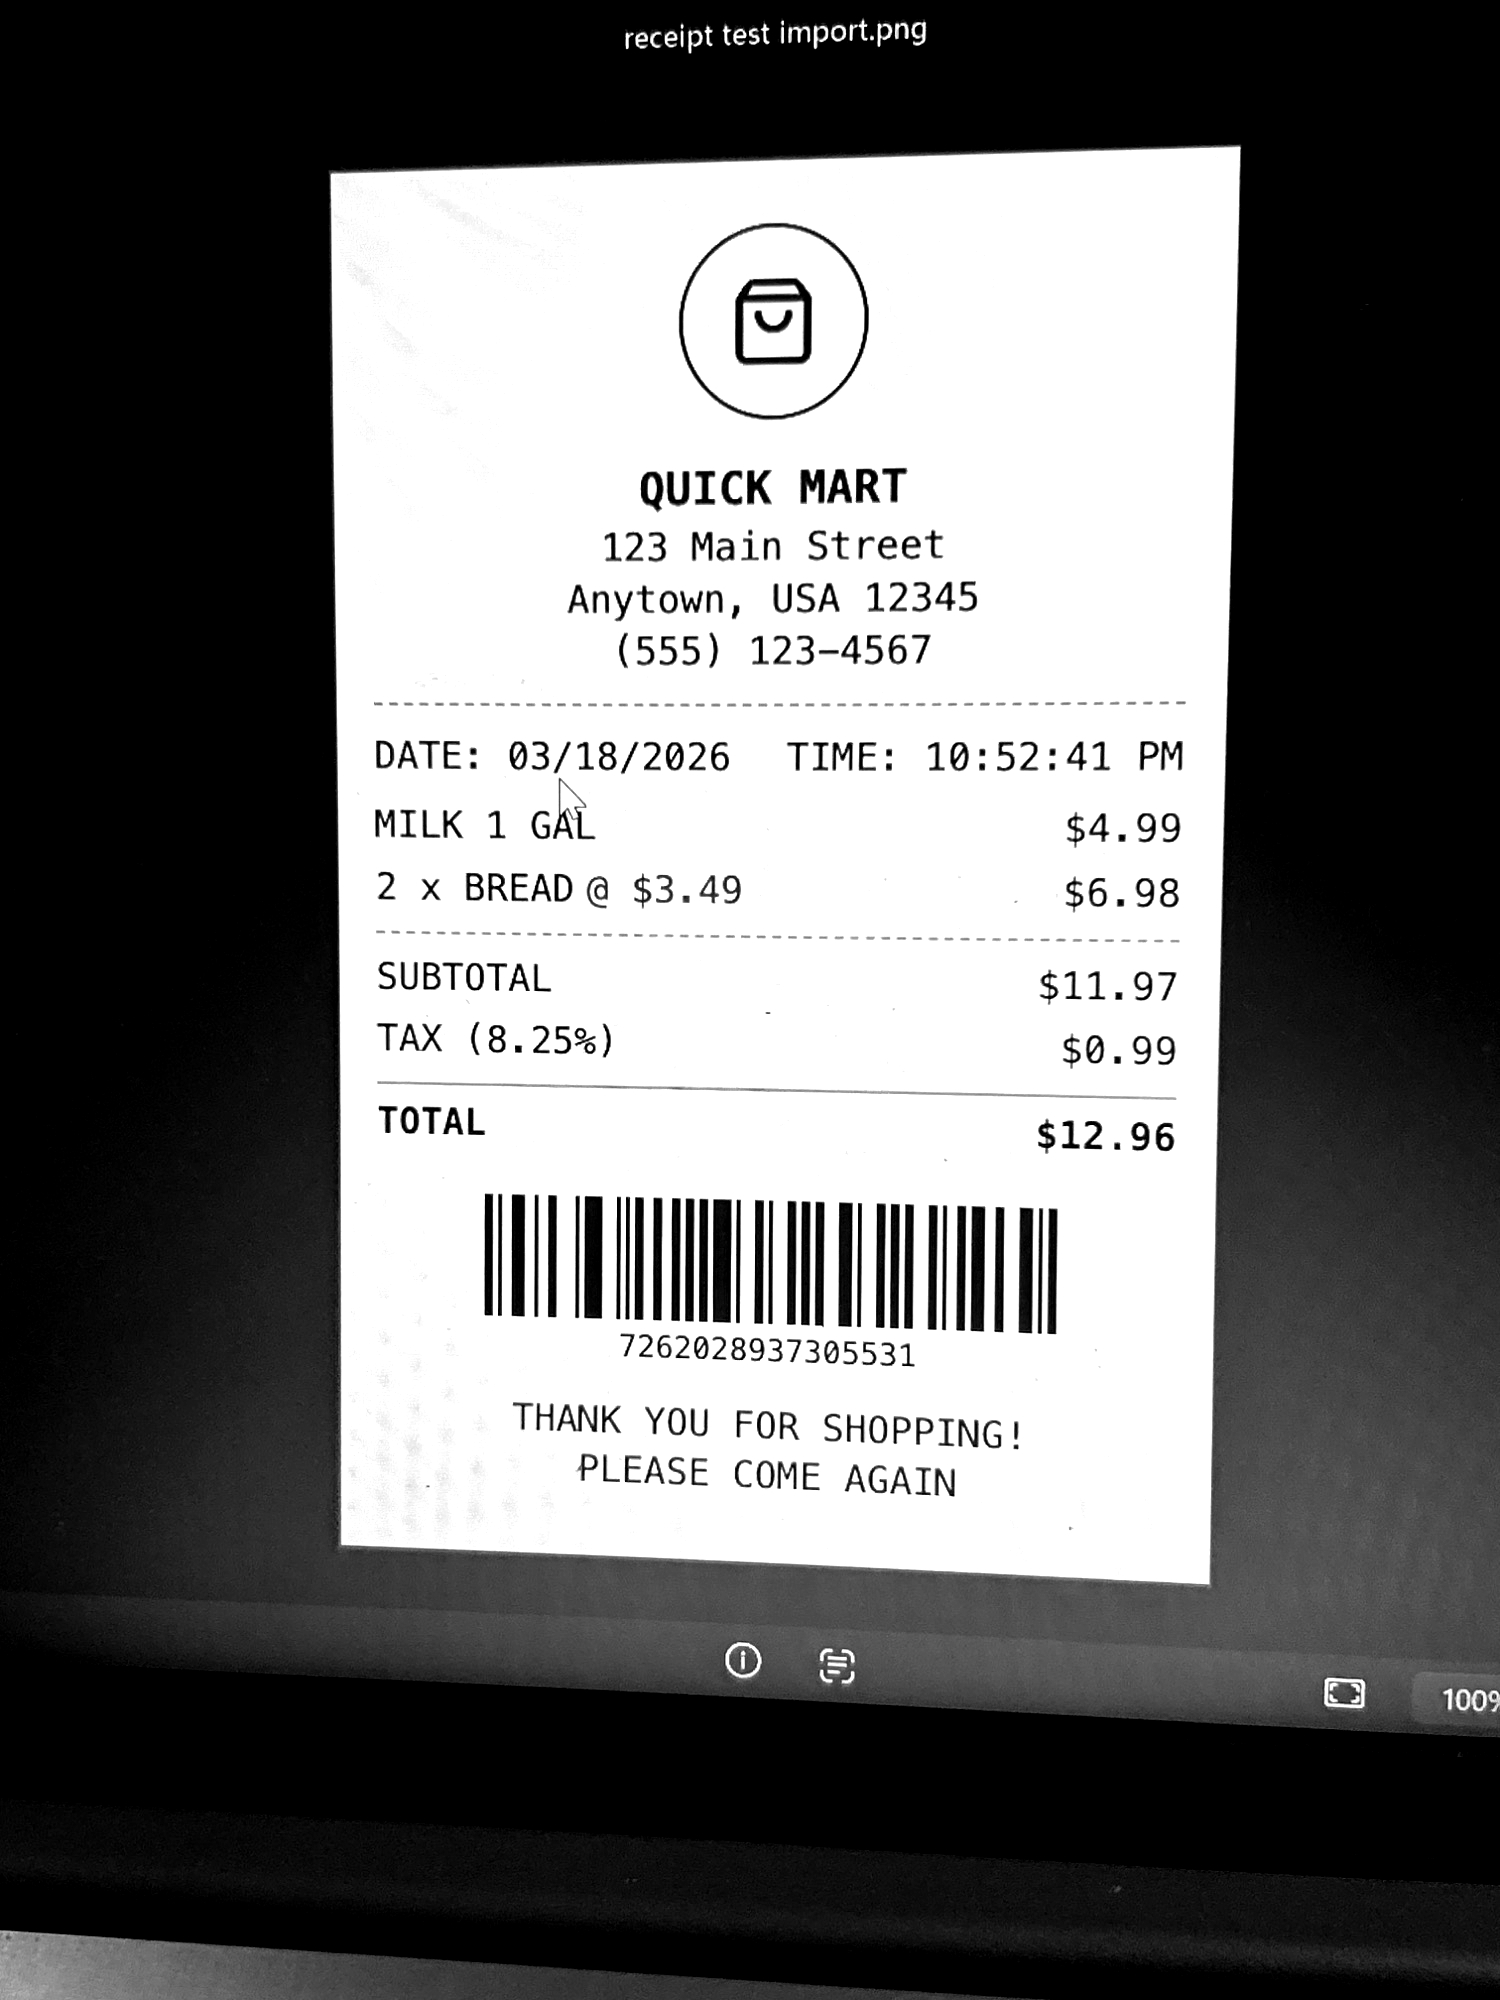 receipt test import.png
QUICK MART
123 Main Street
Anytown, USA 12345
(555) 123-4567
DATE: 03/18/2026 TIME: 10:52:41 PM
MILK 1 GAL $4.99
2 x BREAD @ $3.49 $6.98
SUBTOTAL $11.97
TAX (8.25%) $0.99
TOTAL $12.96
7262028937305531
THANK YOU FOR SHOPPING!
PLEASE COME AGAIN
100%